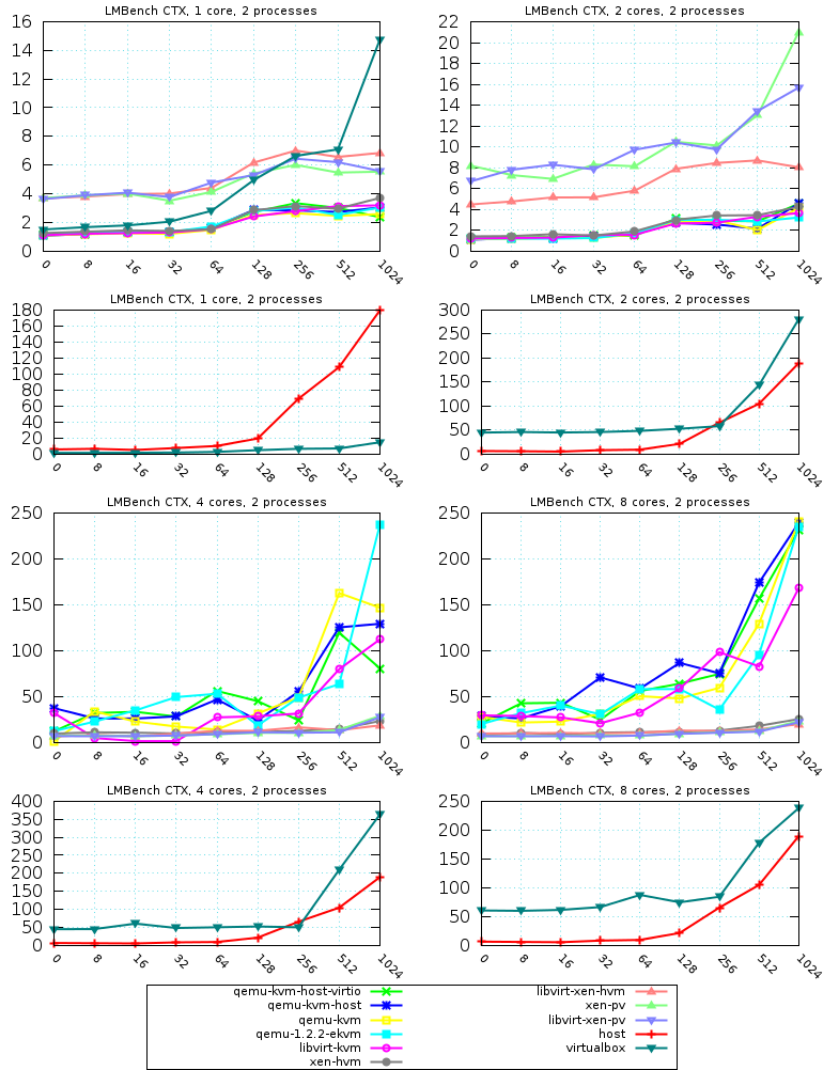 LMBench CTX, 1 core, 2 processes
16
14
12
10
8
6
4
2
0
0 8 16 32 64 128 256 512 1024
LMBench CTX, 2 cores, 2 processes
22
20
18
16
14
12
10
8
6
4
2
0
0 8 16 32 64 128 256 512 1024
LMBench CTX, 1 core, 2 processes
180
160
140
120
100
80
60
40
20
0
0 8 16 32 64 128 256 512 1024
LMBench CTX, 2 cores, 2 processes
300
250
200
150
100
50
0
0 8 16 32 64 128 256 512 1024
LMBench CTX, 4 cores, 2 processes
250
200
150
100
50
0
0 8 16 32 64 128 256 512 1024
LMBench CTX, 8 cores, 2 processes
250
200
150
100
50
0
0 8 16 32 64 128 256 512 1024
LMBench CTX, 4 cores, 2 processes
400
350
300
250
200
150
100
50
0
0 8 16 32 64 128 256 512 1024
LMBench CTX, 8 cores, 2 processes
250
200
150
100
50
0
0 8 16 32 64 128 256 512 1024
qemu-kvm-host-virtio
qemu-kvm-host
qemu-kvm
qemu-1.2.2-ekvm
libvirt-kvm
xen-hvm
libvirt-xen-hvm
xen-pv
libvirt-xen-pv
host
virtualbox